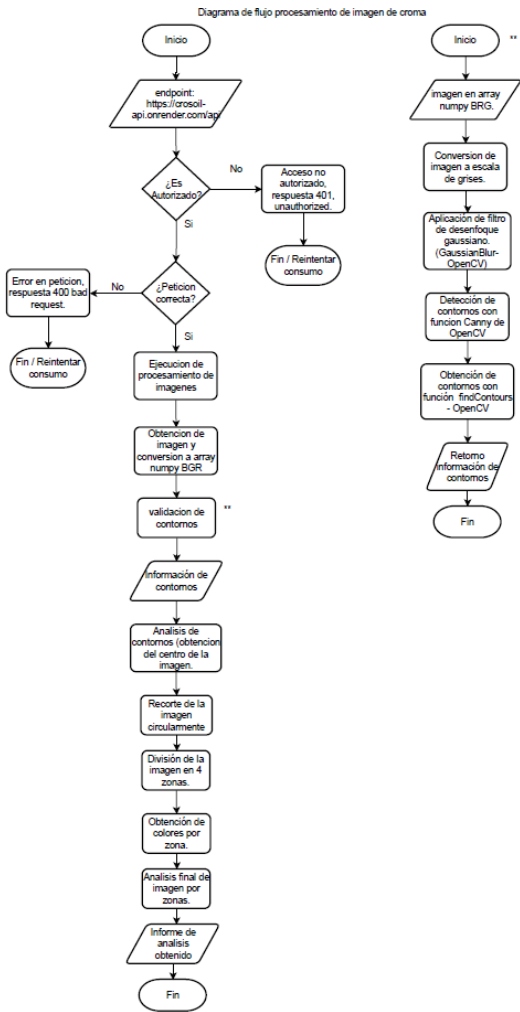 Diagrama de flujo procesamiento de imagen de croma
Inicio
endpoint:
https://crosoil-
api.onrender.com/api
¿Es
Autorizado?
No
Acceso no
autorizado,
respuesta 401,
unauthorized.
Fin / Reintentar
consumo
Si
¿Peticion
correcta?
No
Error en peticion,
respuesta 400 bad
request.
Fin / Reintentar
consumo
Si
Ejecucion de
procesamiento de
imagenes
Obtencion de
imagen y
conversion a array
numpy BGR
validacion de
contornos
**
información de
contornos
Analisis de
contornos (obtencion
del centro de la
imagen.
Recorte de la
imagen
circularmente
División de la
imagen en 4
zonas.
Obtención de
colores por
zona.
Analisis final de
imagen por
zonas.
Informe de
analisis
obtenido
Fin
Inicio
**
imagen en array
numpy BRG.
Conversion de
imagen a escala
de grises.
Aplicación de filtro
de desenfoque
gaussiano.
(GaussianBlur-
OpenCV)
Detección de
contornos con
funcion Canny de
OpenCV
Obtención de
contornos con
función findContours
- OpenCV
Retorno
información de
contornos
Fin